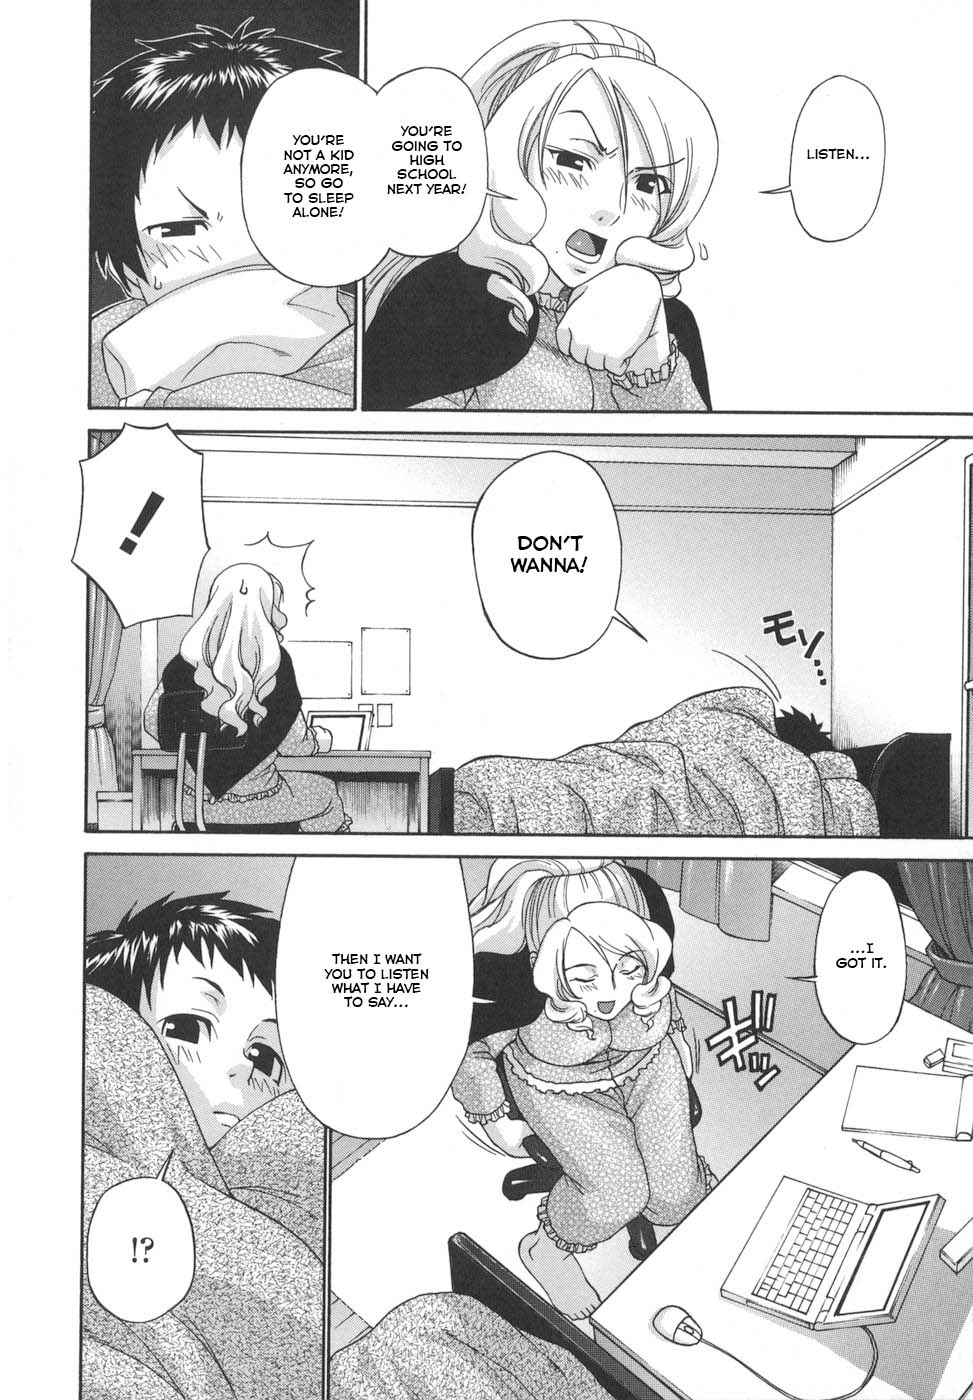 LISTEN...
YOU'RE
GOING TO
HIGH
SCHOOL
NEXT YEAR!
YOU'RE
NOT A KID
ANYMORE,
SO GO
TO SLEEP
ALONE!
モソ...
DON'T
WANNA!
!
...I
GOT IT.
ギギ
THEN I WANT
YOU TO LISTEN
WHAT I HAVE
TO SAY...
!?